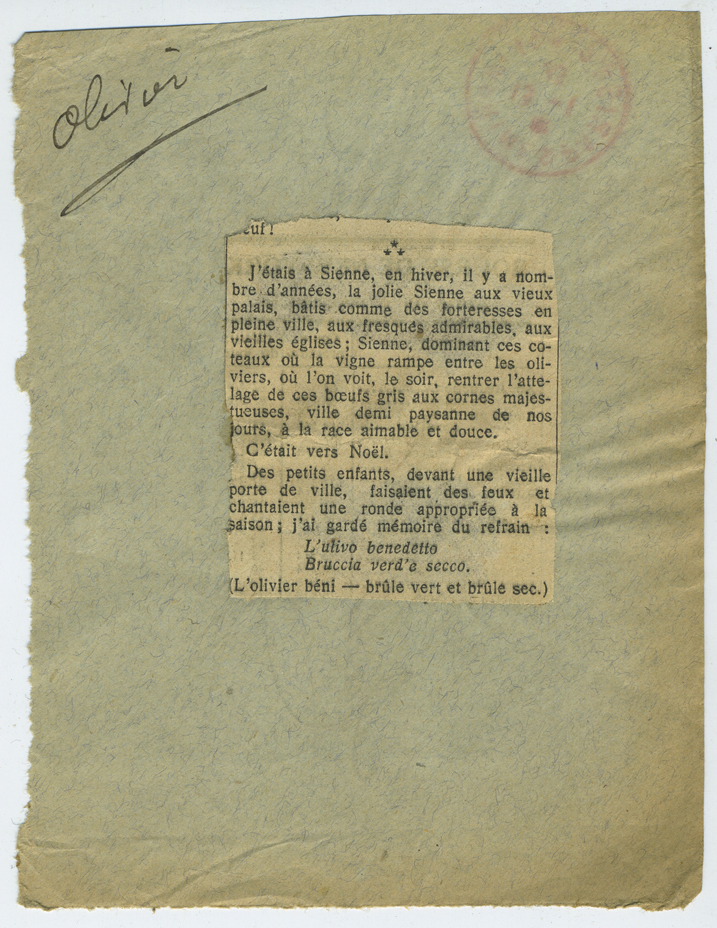 olivier
euf!
J'étais à Sienne, en hiver, il y a nom-
bre d'années, la jolie Sienne aux vieux
palais, bâtis comme des forteresses en
pleine ville, aux fresques admirables, aux
vieilles églises; Sienne, dominant ces co-
teaux où la vigne rampe entre les oli-
viers, où l'on voit, le soir, rentrer l'atte-
lage de ces bœufs gris aux cornes majes-
tueuses, ville demi paysanne de nos
jours, à la race aimable et douce.
C'était vers Noël.
Des petits enfants, devant une vieille
porte de ville, faisaient des feux et
chantaient une ronde appropriée à la
saison; j'ai gardé mémoire du refrain :
L'ulivo benedetto
Bruccia verd'e secco.
(L'olivier béni — brûle vert et brûle sec.)